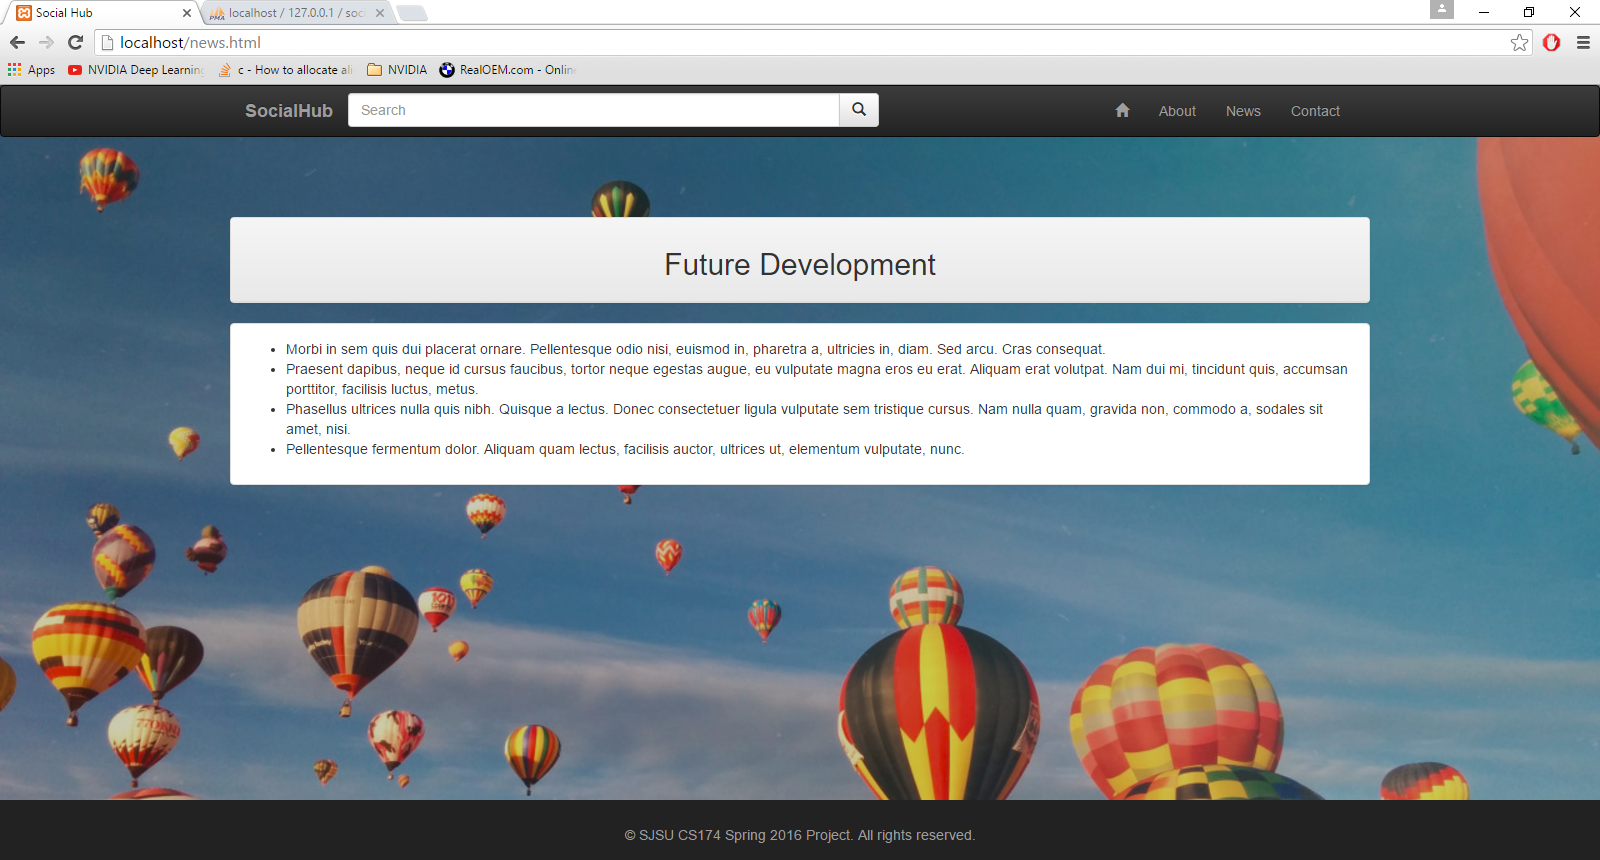 Social Hub
localhost / 127.0.0.1 / soc
localhost/news.html
Apps NVIDIA Deep Learning c - How to allocate ali NVIDIA RealOEM.com - Onlin
SocialHub Search About News Contact
Future Development
Morbi in sem quis dui placerat ornare. Pellentesque odio nisi, euismod in, pharetra a, ultricies in, diam. Sed arcu. Cras consequat.
Praesent dapibus, neque id cursus faucibus, tortor neque egestas augue, eu vulputate magna eros eu erat. Aliquam erat volutpat. Nam dui mi, tincidunt quis, accumsan
porttitor, facilisis luctus, metus.
Phasellus ultrices nulla quis nibh. Quisque a lectus. Donec consectetuer ligula vulputate sem tristique cursus. Nam nulla quam, gravida non, commodo a, sodales sit
amet, nisi.
Pellentesque fermentum dolor. Aliquam quam lectus, facilisis auctor, ultrices ut, elementum vulputate, nunc.
© SJSU CS174 Spring 2016 Project. All rights reserved.